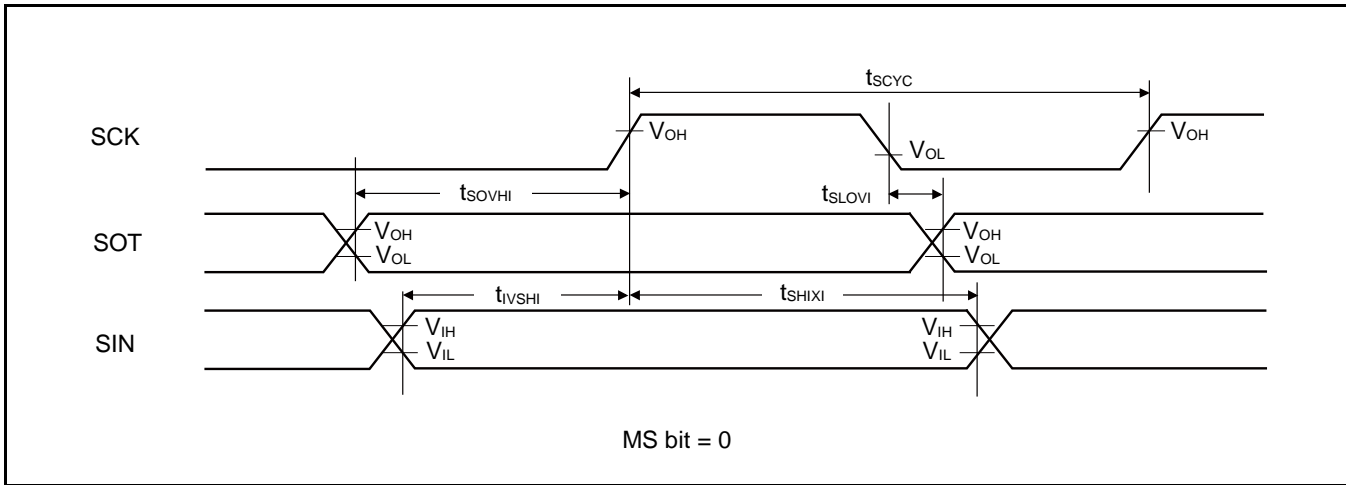 tSCYC
SCK
VOH
VOL
VOH
tSOVHI
tSLOVI
SOT
VOH
VOL
VOH
VOL
tIVSHI
tSHIXI
SIN
VIH
VIL
VIH
VIL
MS bit = 0